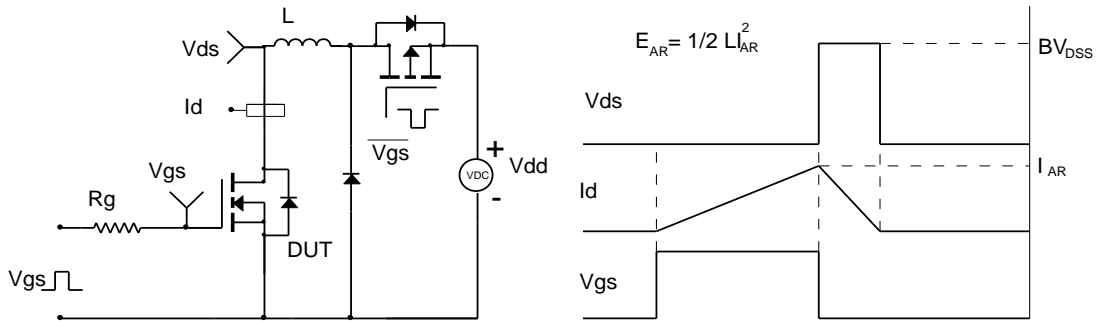 L
Vds
Id
Vgs
Vgs
Rg
+
VDC
Vdd
-
DUT
Vgs
E_AR= 1/2 LI_AR^2
BV_DSS
Vds
I_AR
Id
Vgs